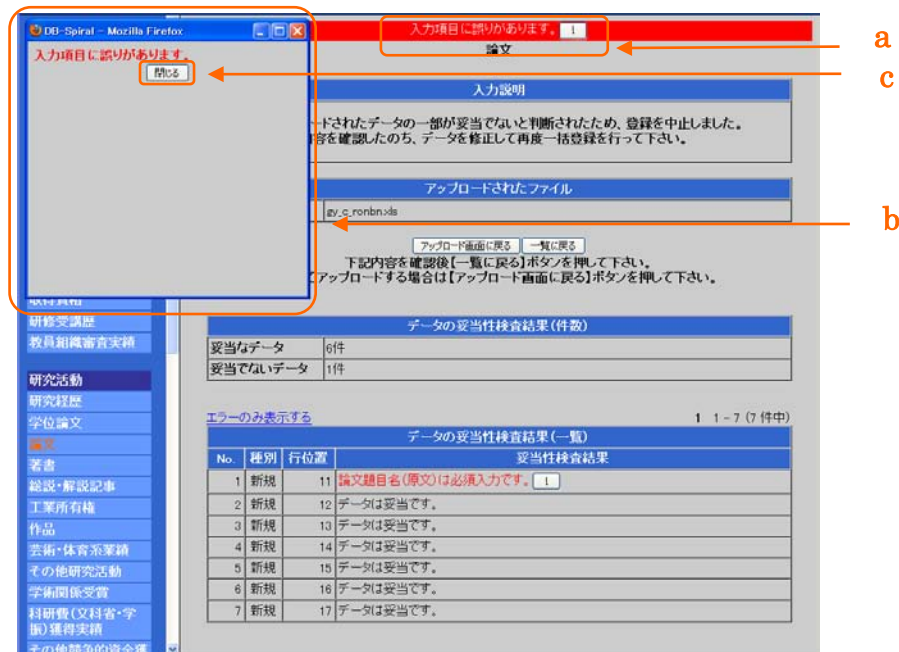 DB-Spiral - Mozilla Firefox
入力項目に誤りがあります。
閉じる
入力項目に誤りがあります。 1
論文
a
c
b
入力説明
ードされたデータの一部が妥当でないと判断されたため、登録を中止しました。
容を確認したのち、データを修正して再度一括登録を行って下さい。
アップロードされたファイル
gy_c_ronbn.xls
アップロード画面に戻る 一覧に戻る
下記内容を確認後【一覧に戻る】ボタンを押して下さい。
てアップロードする場合は【アップロード画面に戻る】ボタンを押して下さい。
取得資格
研修受講歴
教員組織審査実績
研究活動
研究経歴
学位論文
論文
著書
総説・解説記事
工業所有権
作品
芸術・体育系業績
その他研究活動
学術関係受賞
科研費(文科省・学
振)獲得実績
その他競争的資金獲
データの妥当性検査結果(件数)
妥当なデータ 6件
妥当でないデータ 1件
エラーのみ表示する 1 1 - 7 (7 件中)
データの妥当性検査結果(一覧)
No. 種別 行位置 妥当性検査結果
1 新規 11 論文題目名(原文)は必須入力です。 1
2 新規 12 データは妥当です。
3 新規 13 データは妥当です。
4 新規 14 データは妥当です。
5 新規 15 データは妥当です。
6 新規 16 データは妥当です。
7 新規 17 データは妥当です。